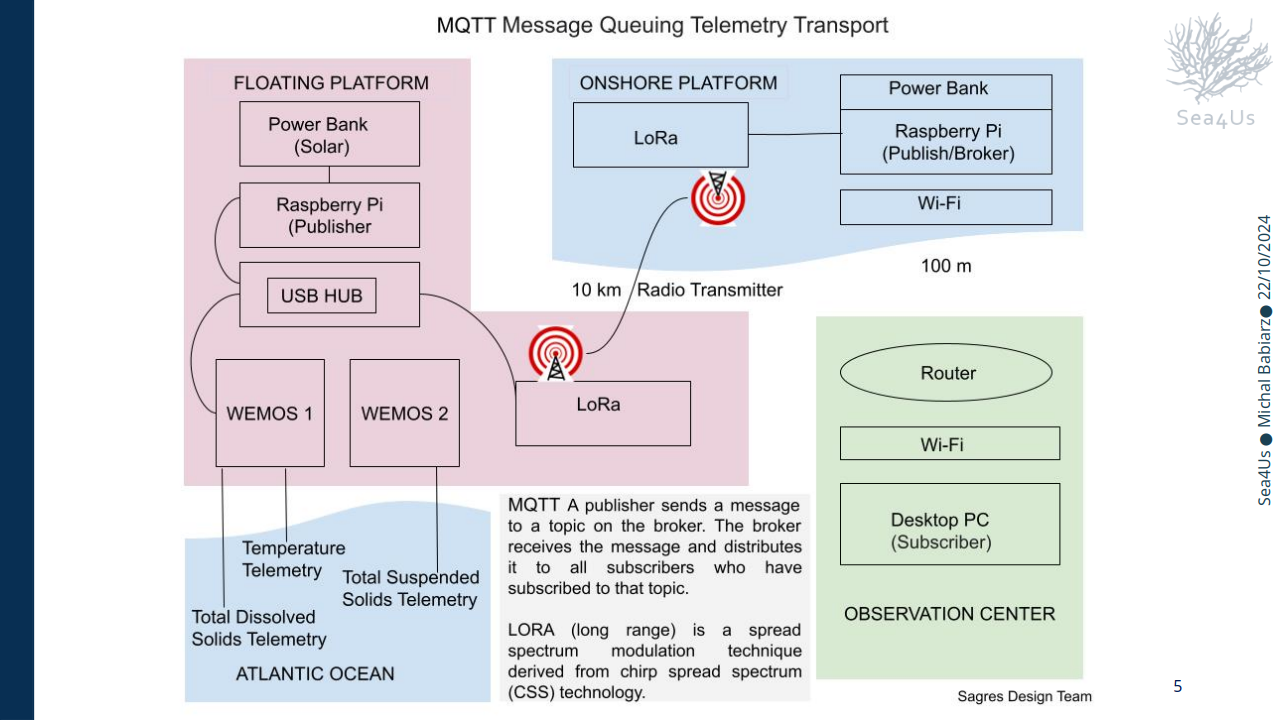 MQTT Message Queuing Telemetry Transport
FLOATING PLATFORM
Power Bank
(Solar)
Raspberry Pi
(Publisher
USB HUB
WEMOS 1
WEMOS 2
LoRa
ONSHORE PLATFORM
LoRa
Power Bank
Raspberry Pi
(Publish/Broker)
Wi-Fi
100 m
10 km
Radio Transmitter
Router
Wi-Fi
Desktop PC
(Subscriber)
OBSERVATION CENTER
Temperature
Telemetry
Total Suspended
Solids Telemetry
Total Dissolved
Solids Telemetry
ATLANTIC OCEAN
MQTT A publisher sends a message
to a topic on the broker. The broker
receives the message and distributes
it to all subscribers who have
subscribed to that topic.
LORA (long range) is a spread
spectrum modulation technique
derived from chirp spread spectrum
(CSS) technology.
Sagres Design Team
Sea4Us
Sea4Us ● Michal Babiarz● 22/10/2024
5